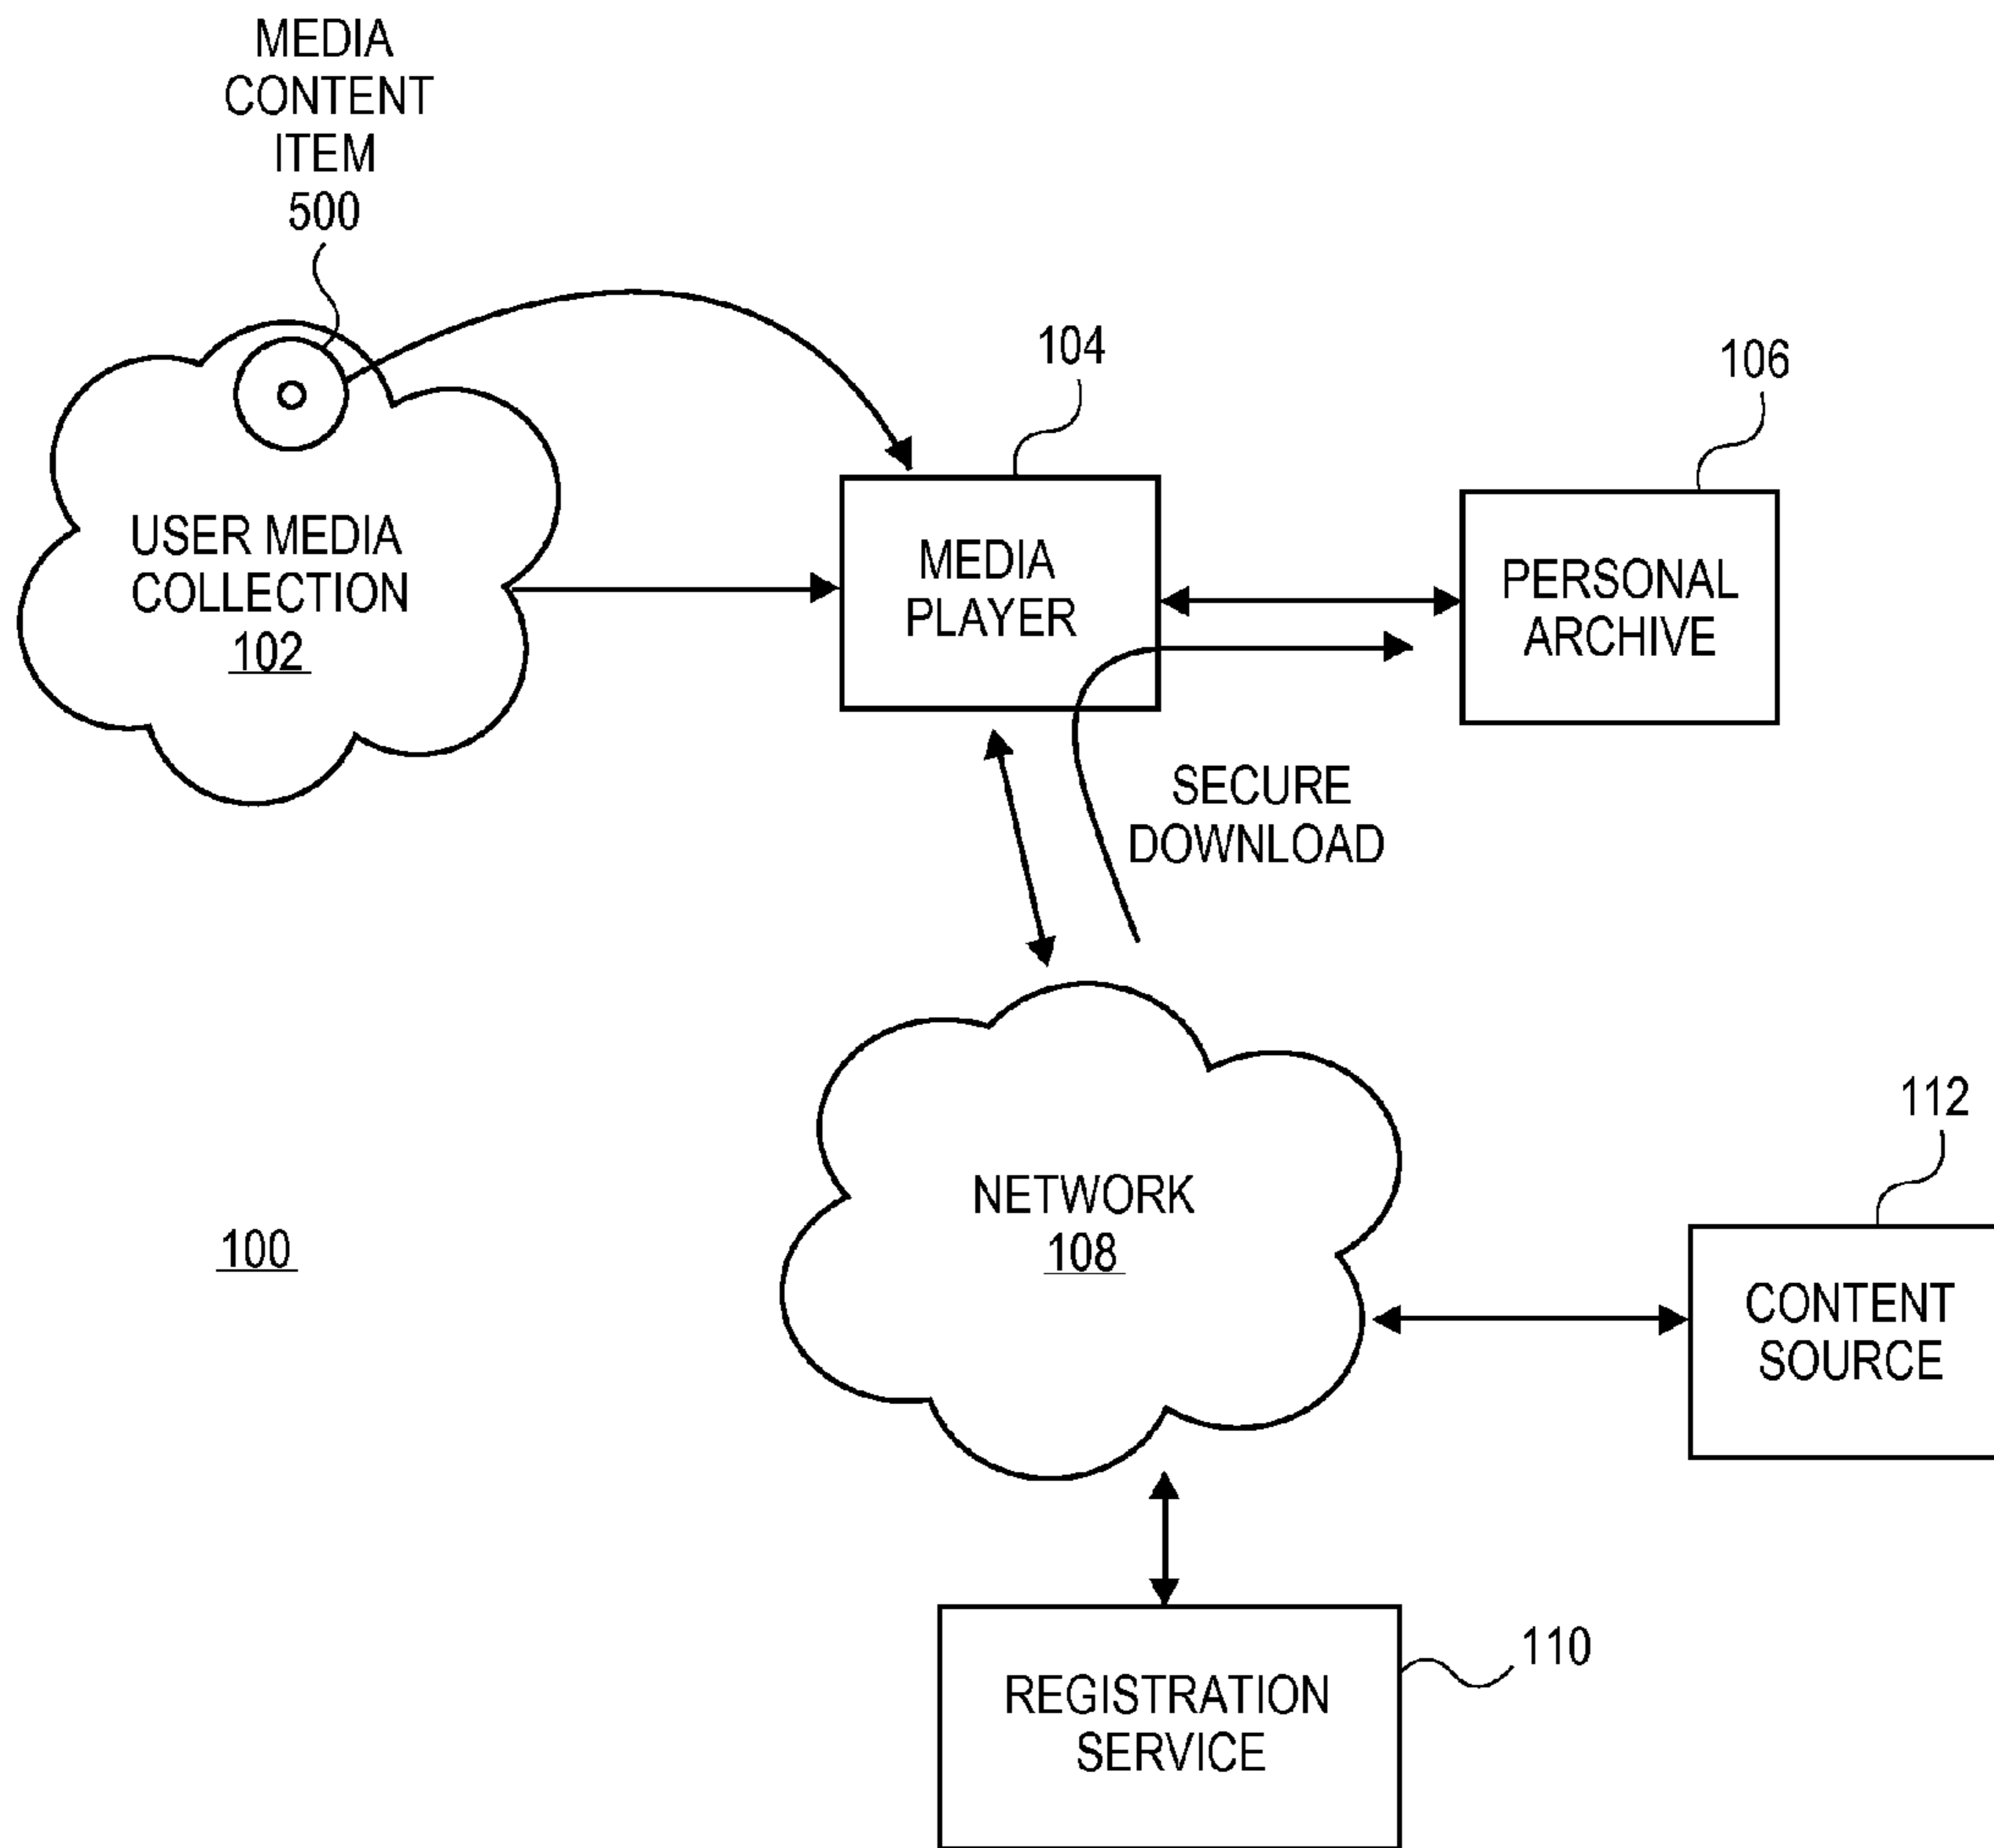 MEDIA
CONTENT
ITEM
500
104
106
USER MEDIA
COLLECTION
102
MEDIA
PLAYER
PERSONAL
ARCHIVE
SECURE
DOWNLOAD
112
NETWORK
108
100
CONTENT
SOURCE
110
REGISTRATION
SERVICE